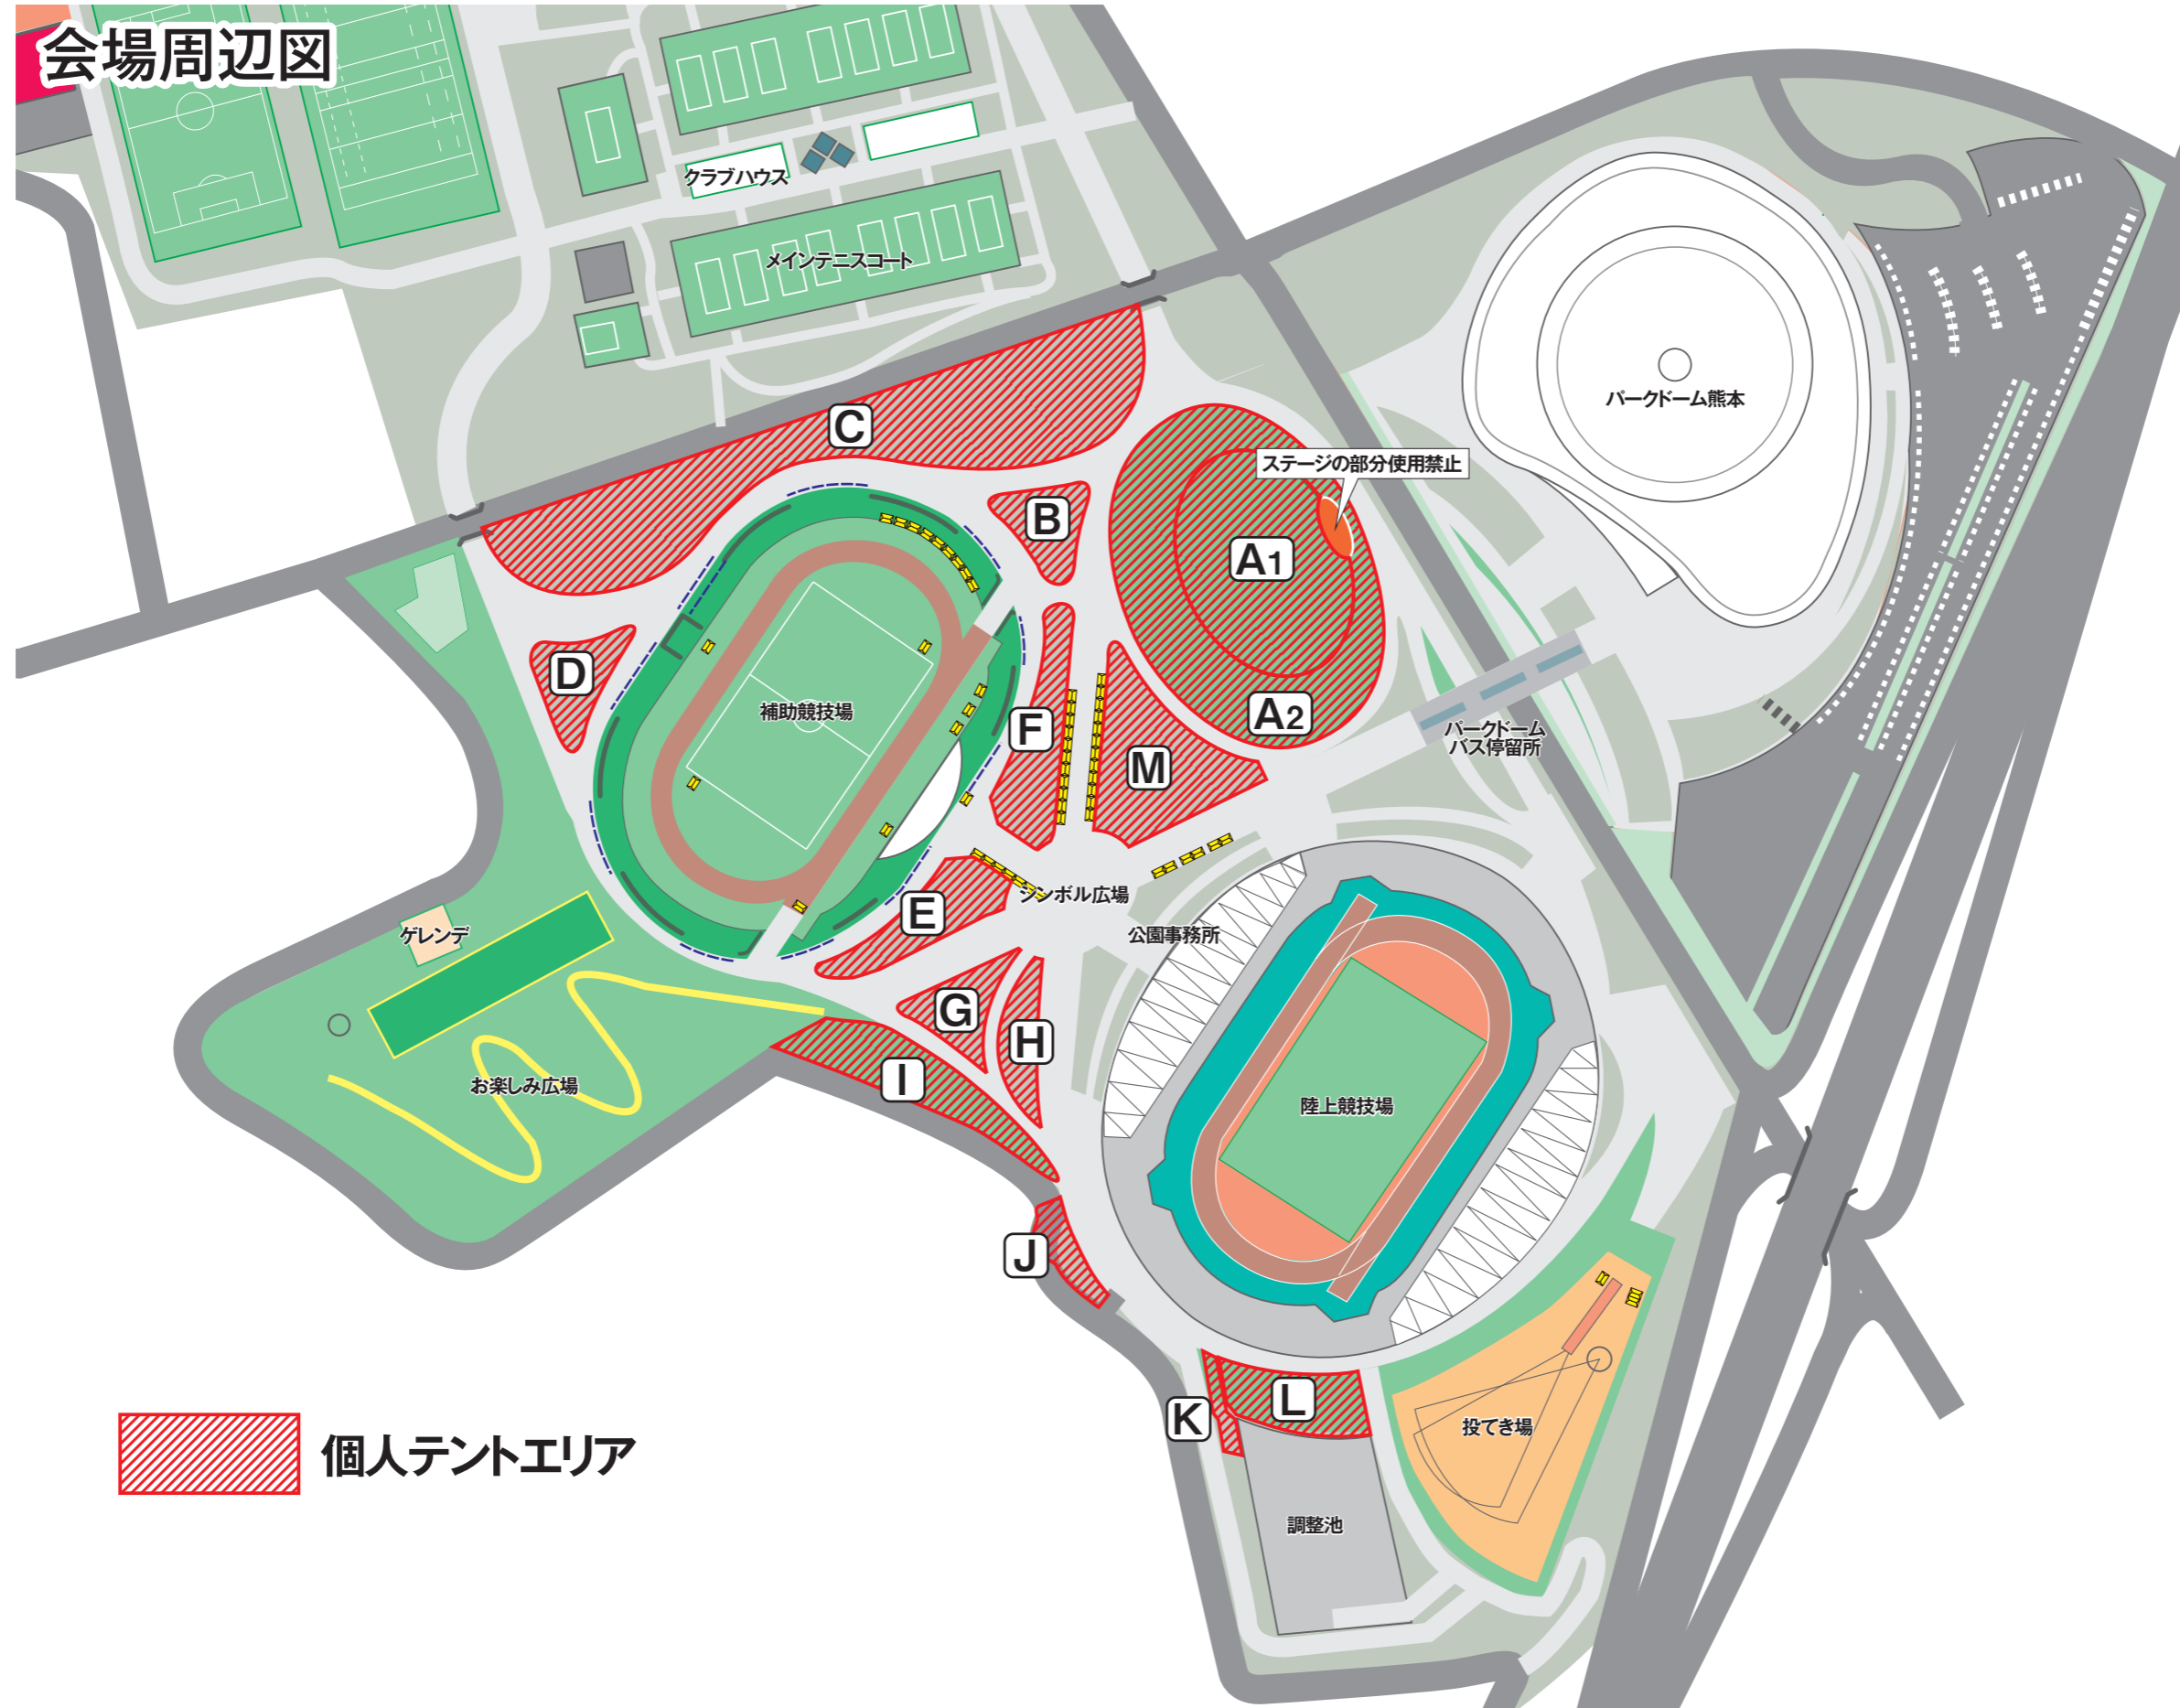 会場周辺図
クラブハウス
メインテニスコート
パークドーム熊本
C
ステージの部分使用禁止
B
A1
D
補助競技場
F
A2
M
パークドーム
バス停留所
E
シンボル広場
ゲレンデ
公園事務所
G
H
I
お楽しみ広場
陸上競技場
J
K
L
投てき場
個人テントエリア
調整池